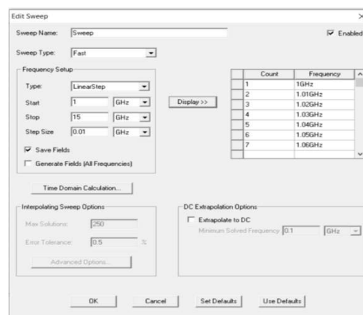 Edit Sweep
Sweep Name: Sweep
Enabled
Sweep Type: Fast
Frequency Setup
Type: LinearStep
Start 1 GHz
Stop 15 GHz
Step Size 0.01 GHz
Save Fields
Generate Fields (All Frequencies)
Display >>
Count Frequency
1 1GHz
2 1.01GHz
3 1.02GHz
4 1.03GHz
5 1.04GHz
6 1.05GHz
7 1.06GHz
Time Domain Calculation...
Interpolating Sweep Options
Max Solutions: 250
Error Tolerance: 0.5 %
Advanced Options...
DC Extrapolation Options
Extrapolate to DC
Minimum Solved Frequency 0.1 GHz
OK Cancel Set Defaults Use Defaults